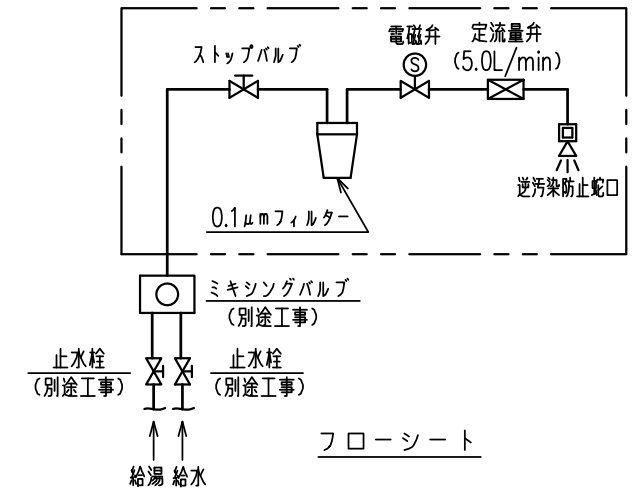 電磁弁
定流量弁
(5.0L/min)
ストップバルブ
逆汚染防止蛇口
0.1μmフィルター
ミキシングバルブ
(別途工事)
止水栓
(別途工事)
止水栓
(別途工事)
フローシート
給湯
給水